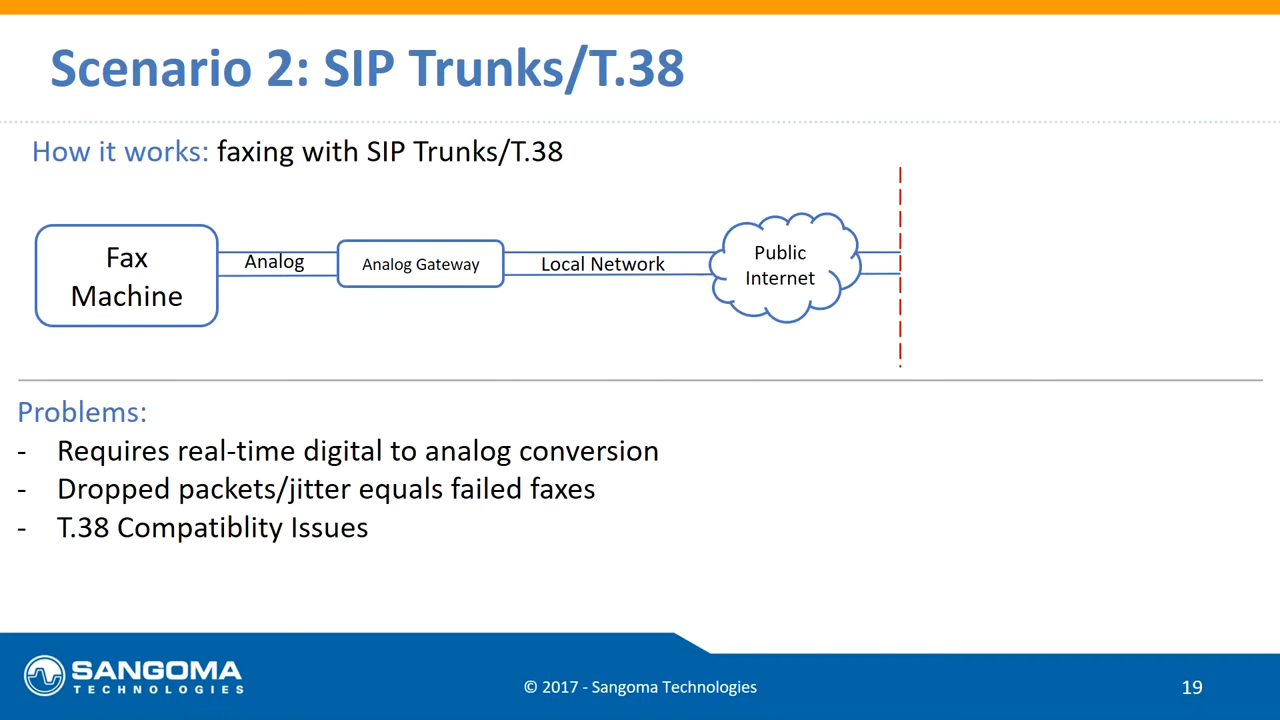 Scenario 2: SIP Trunks/T.38
How it works: faxing with SIP Trunks/T.38
Fax
Machine
Analog
Analog Gateway
Local Network
Public
Internet
Problems:
- Requires real-time digital to analog conversion
- Dropped packets/jitter equals failed faxes
- T.38 Compatiblity Issues
SANGOMA
TECHNOLOGIES
© 2017 - Sangoma Technologies
19